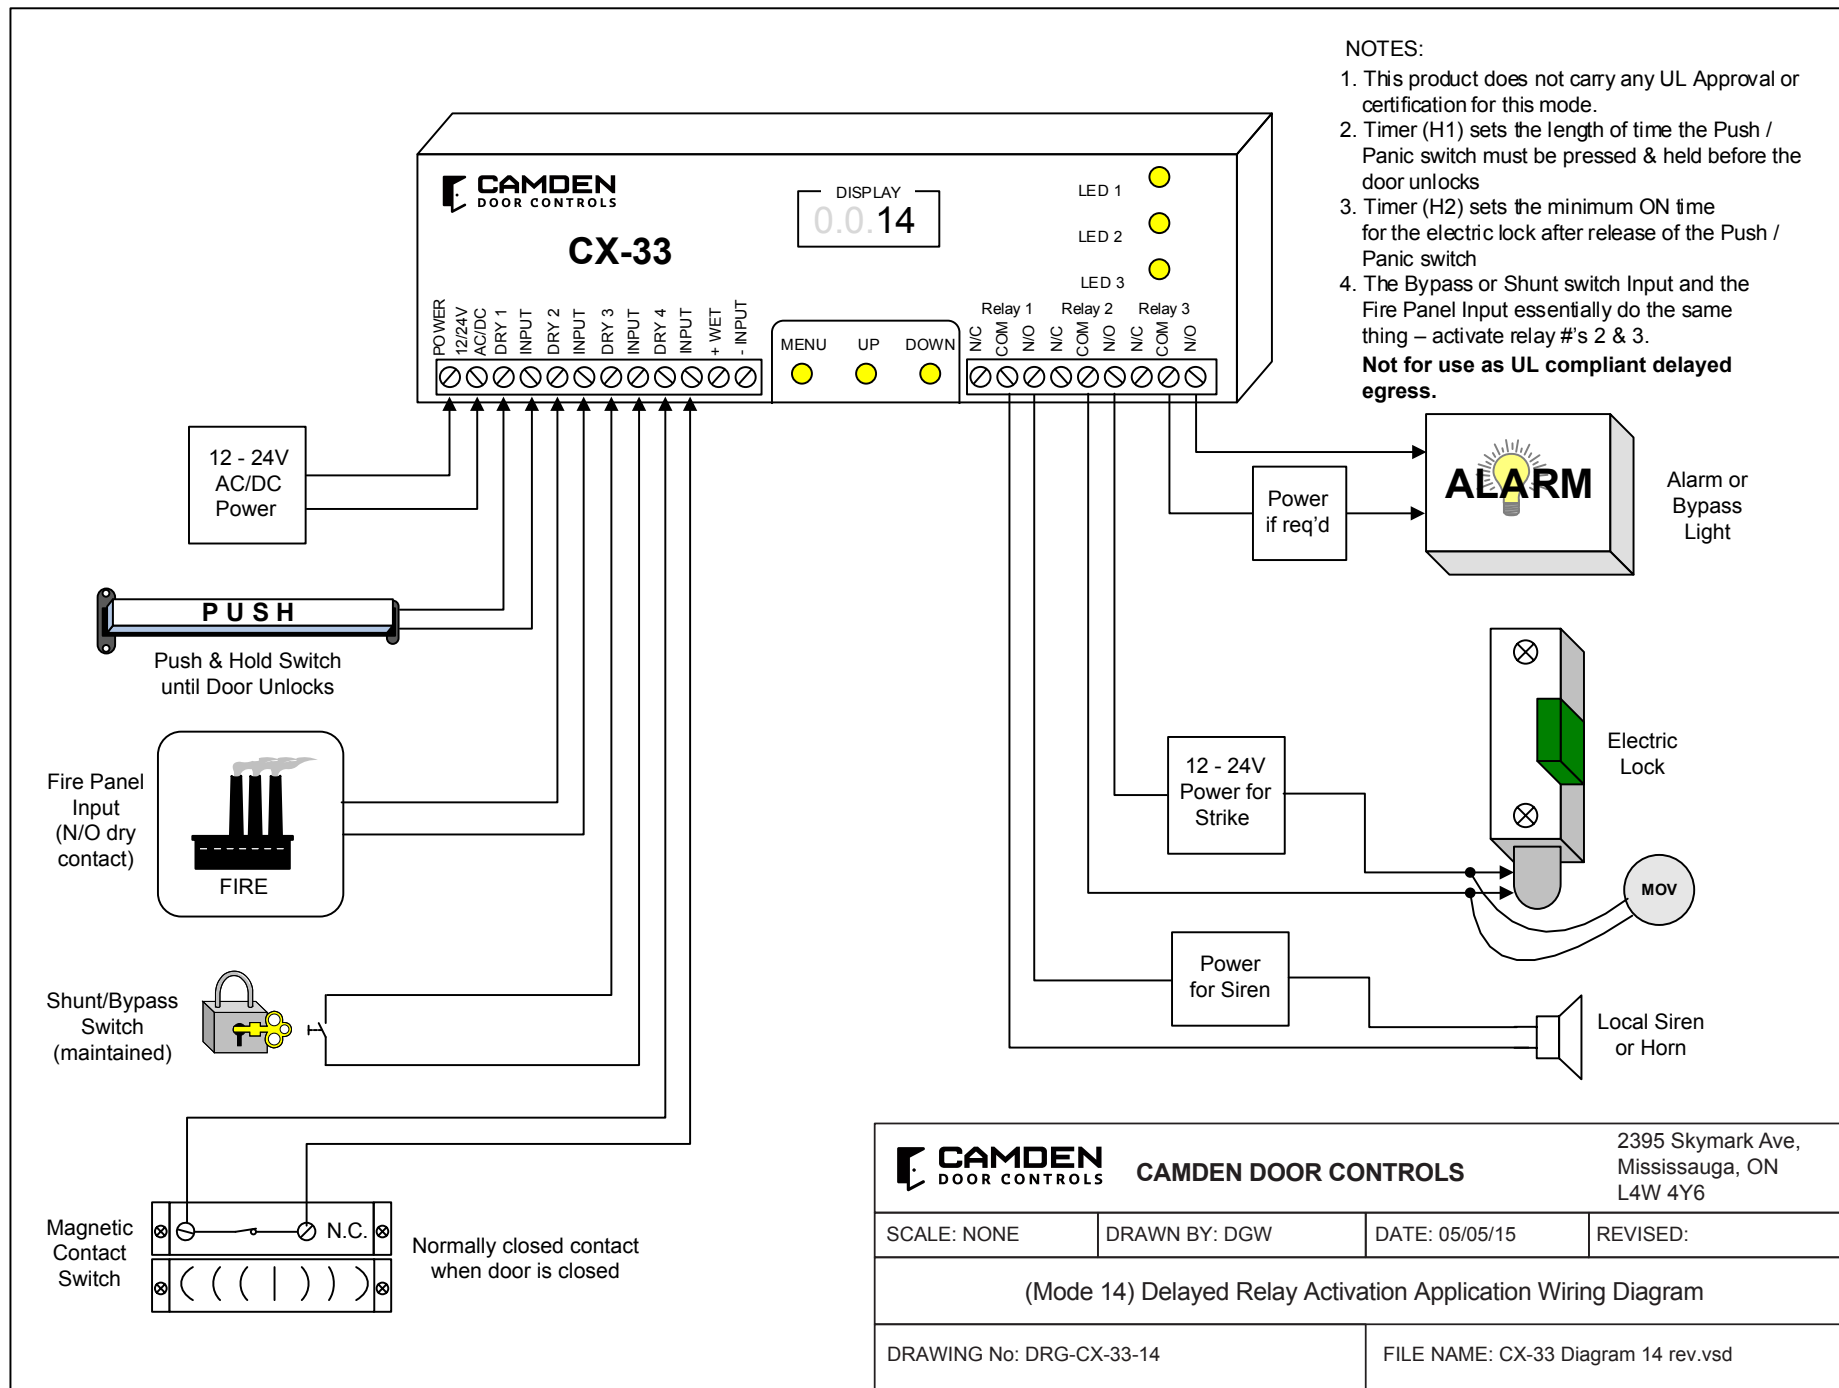 NOTES:
1. This product does not carry any UL Approval or
certification for this mode.
2. Timer (H1) sets the length of time the Push /
Panic switch must be pressed & held before the
door unlocks
3. Timer (H2) sets the minimum ON time
for the electric lock after release of the Push /
Panic switch
4. The Bypass or Shunt switch Input and the
Fire Panel Input essentially do the same
thing – activate relay #'s 2 & 3.
Not for use as UL compliant delayed
egress.
CAMDEN
DOOR CONTROLS
CX-33
DISPLAY
0.0.14
LED 1
LED 2
LED 3
POWER
12/24V
AC/DC
DRY 1
INPUT
DRY 2
INPUT
DRY 3
INPUT
DRY 4
INPUT
+ WET
- INPUT
MENU UP DOWN
Relay 1 Relay 2 Relay 3
N/C
COM
N/O
N/C
COM
N/O
N/C
COM
N/O
12 - 24V
AC/DC
Power
PUSH
Push & Hold Switch
until Door Unlocks
Fire Panel
Input
(N/O dry
contact)
FIRE
Shunt/Bypass
Switch
(maintained)
Magnetic
Contact
Switch
N.C.
Normally closed contact
when door is closed
Power
if req'd
ALARM
Alarm or
Bypass
Light
12 - 24V
Power for
Strike
Electric
Lock
MOV
Power
for Siren
Local Siren
or Horn
CAMDEN
DOOR CONTROLS
CAMDEN DOOR CONTROLS
2395 Skymark Ave,
Mississauga, ON
L4W 4Y6
SCALE: NONE
DRAWN BY: DGW
DATE: 05/05/15
REVISED:
(Mode 14) Delayed Relay Activation Application Wiring Diagram
DRAWING No: DRG-CX-33-14
FILE NAME: CX-33 Diagram 14 rev.vsd